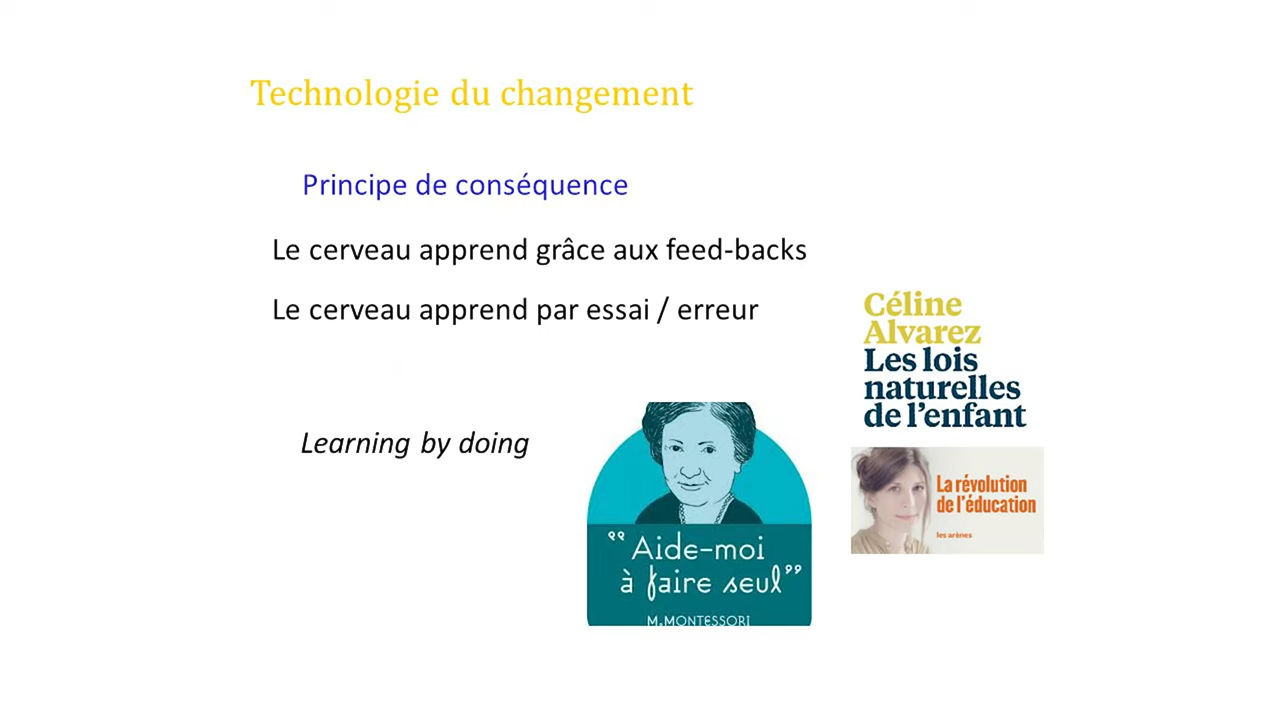 Technologie du changement
Principe de conséquence
Le cerveau apprend grâce aux feed-backs
Le cerveau apprend par essai / erreur
Céline
Alvarez
Les lois
naturelles
de l'enfant
Learning by doing
La révolution
de l'éducation
les arènes
“Aide-moi
à faire seul”
M.MONTESSORI